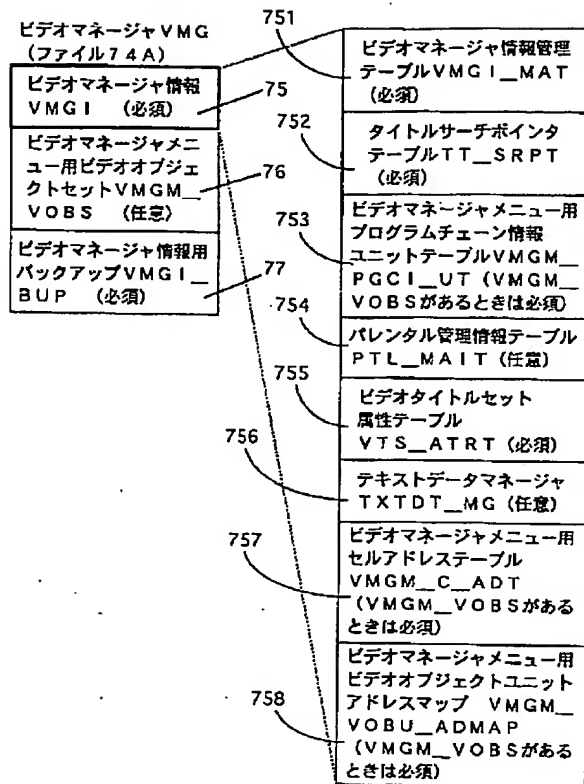 ビデオマネージャVMG
(ファイル74A)
ビデオマネージャ情報
VMGI (必須)
75
ビデオマネージャメニ
ュー用ビデオオブジェ
クトセットVMGM__
VOBS (任意)
76
ビデオマネージャ情報用
バックアップVMGI__
BUP (必須)
77
751
ビデオマネージャ情報管理
テーブルVMGI__MAT
(必須)
752
タイトルサーチポインタ
テーブルTT__SRPT
(必須)
753
ビデオマネージャメニュー用
プログラムチェーン情報
ユニットテーブルVMGM__
PGCI__UT (VMGM__
VOBSがあるときは必須)
754
パレンタル管理情報テーブル
PTL__MAIT (任意)
755
ビデオタイトルセット
属性テーブル
VTS__ATRT (必須)
756
テキストデータマネージャ
TXTDT__MG (任意)
757
ビデオマネージャメニュー用
セルアドレステーブル
VMGM__C__ADT
(VMGM__VOBSがある
ときは必須)
758
ビデオマネージャメニュー用
ビデオオブジェクトユニット
アドレスマップ VMGM__
VOBU__ADMAP
(VMGM__VOBSがある
ときは必須)